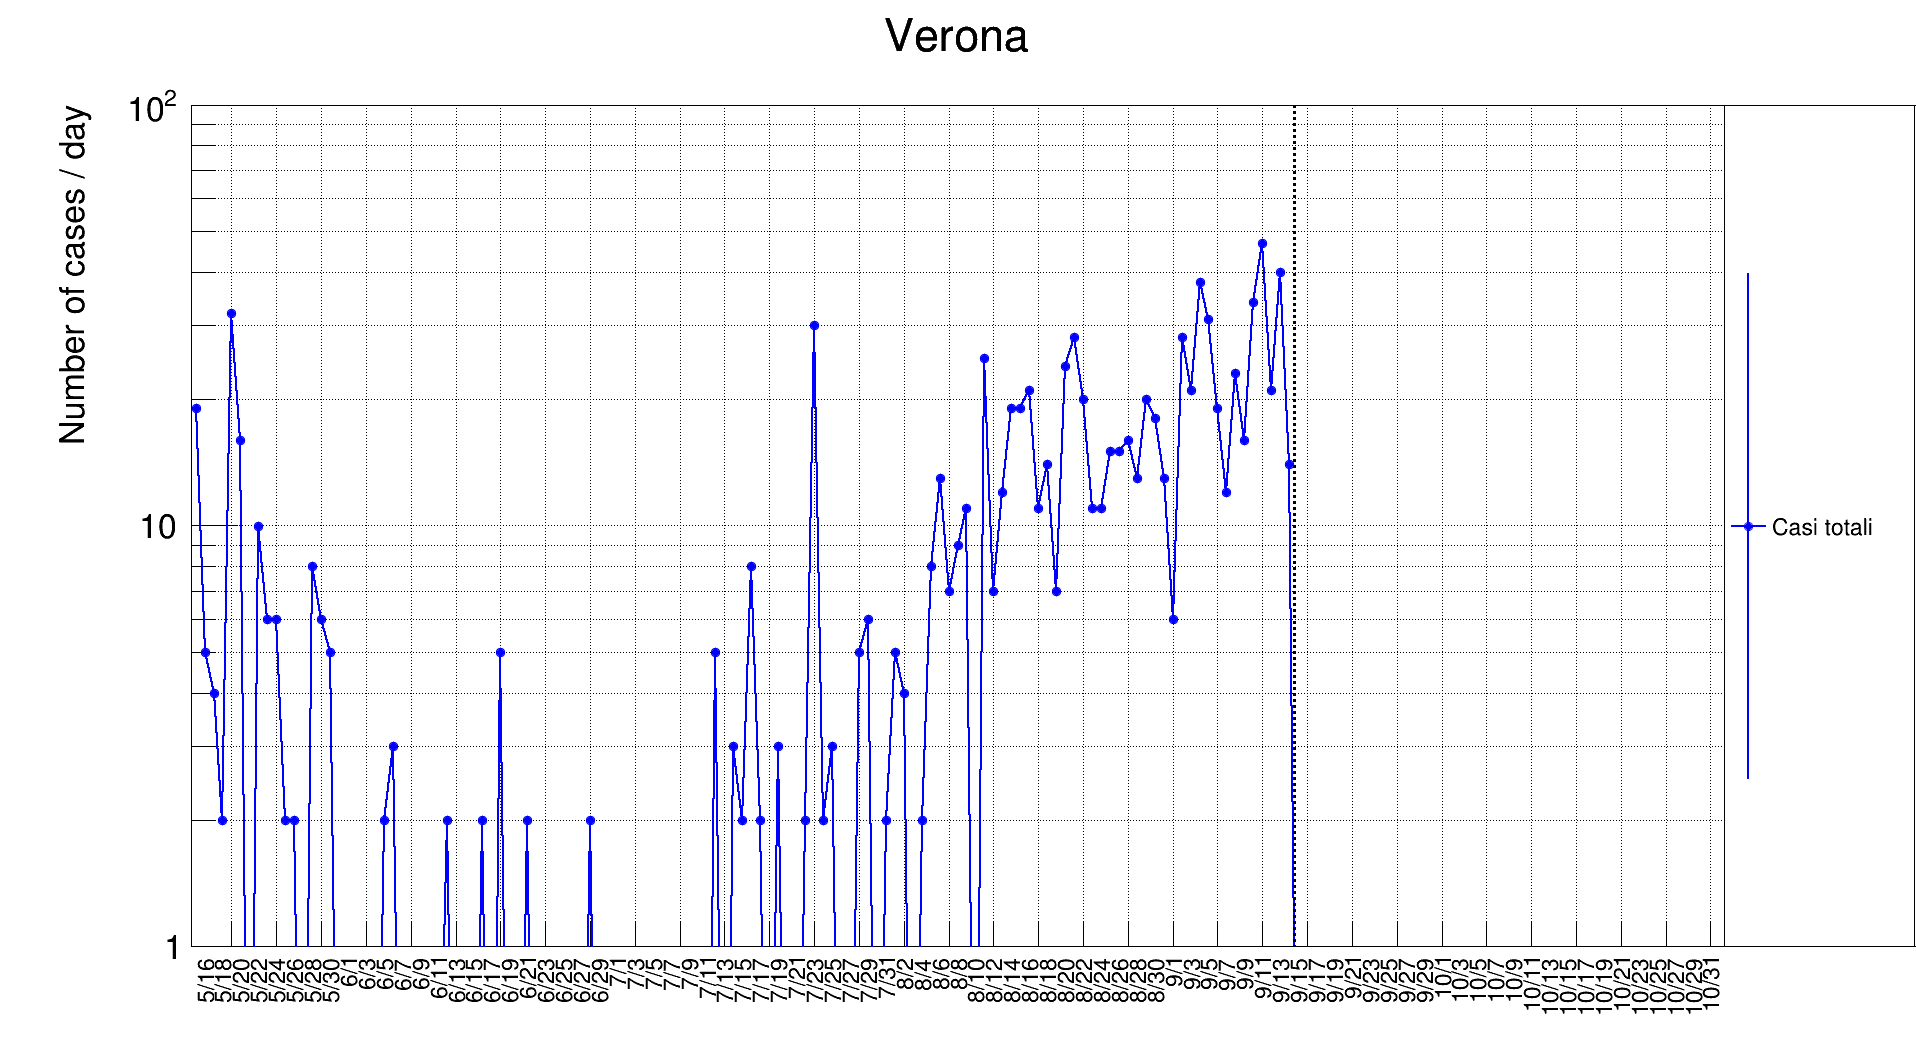 Verona
Number of cases / day
10²
10
1
5/16 5/18 5/20 5/22 5/24 5/26 5/28 5/30 6/1 6/3 6/5 6/7 6/9 6/11 6/13 6/15 6/17 6/19 6/21 6/23 6/25 6/27 6/29 7/1 7/3 7/5 7/7 7/9 7/11 7/13 7/15 7/17 7/19 7/21 7/23 7/25 7/27 7/29 7/31 8/2 8/4 8/6 8/8 8/10 8/12 8/14 8/16 8/18 8/20 8/22 8/24 8/26 8/28 8/30 9/1 9/3 9/5 9/7 9/9 9/11 9/13 9/15 9/17 9/19 9/21 9/23 9/25 9/27 9/29 10/1 10/3 10/5 10/7 10/9 10/11 10/13 10/15 10/17 10/19 10/21 10/23 10/25 10/27 10/29 10/31
Casi totali